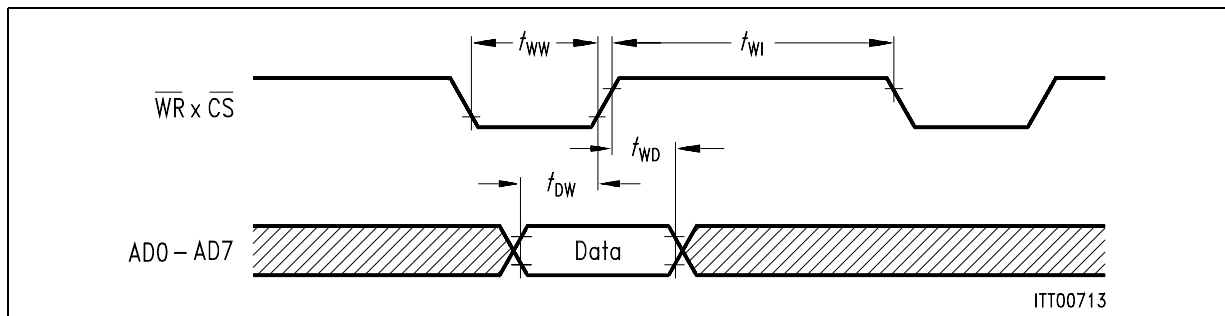 tWW
tWI
WR x CS
tWD
tDW
AD0 – AD7
Data
ITT00713